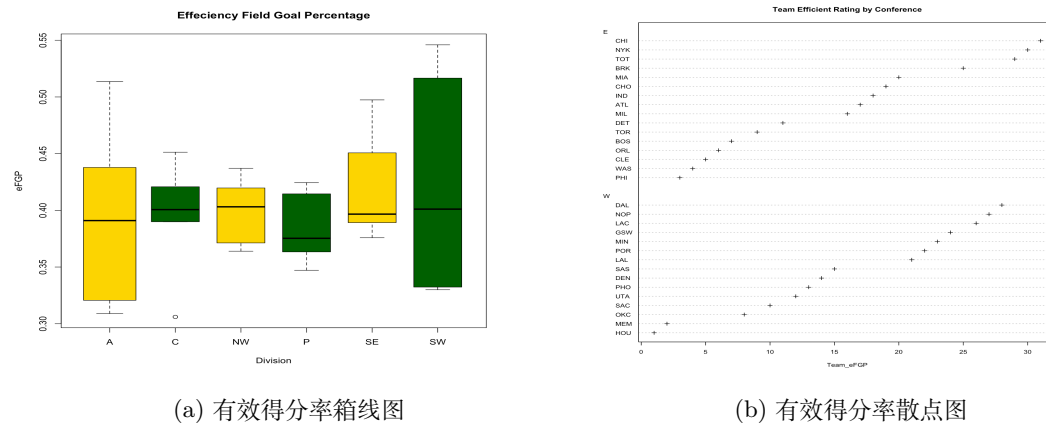 Effeciency Field Goal Percentage
0.55
0.50
0.45
0.40
0.35
0.30
eFGP
A C NW P SE SW
Division
(a) 有效得分率箱线图
Team Efficient Rating by Conference
E
CHI
NYK
TOT
BRK
MIA
CHO
IND
ATL
MIL
DET
TOR
BOS
ORL
CLE
WAS
PHI
W
DAL
NOP
LAC
GSW
MIN
POR
LAL
SAS
DEN
PHO
UTA
SAC
OKC
MEM
HOU
0 5 10 15 20 25 30
Team_eFGP
(b) 有效得分率散点图